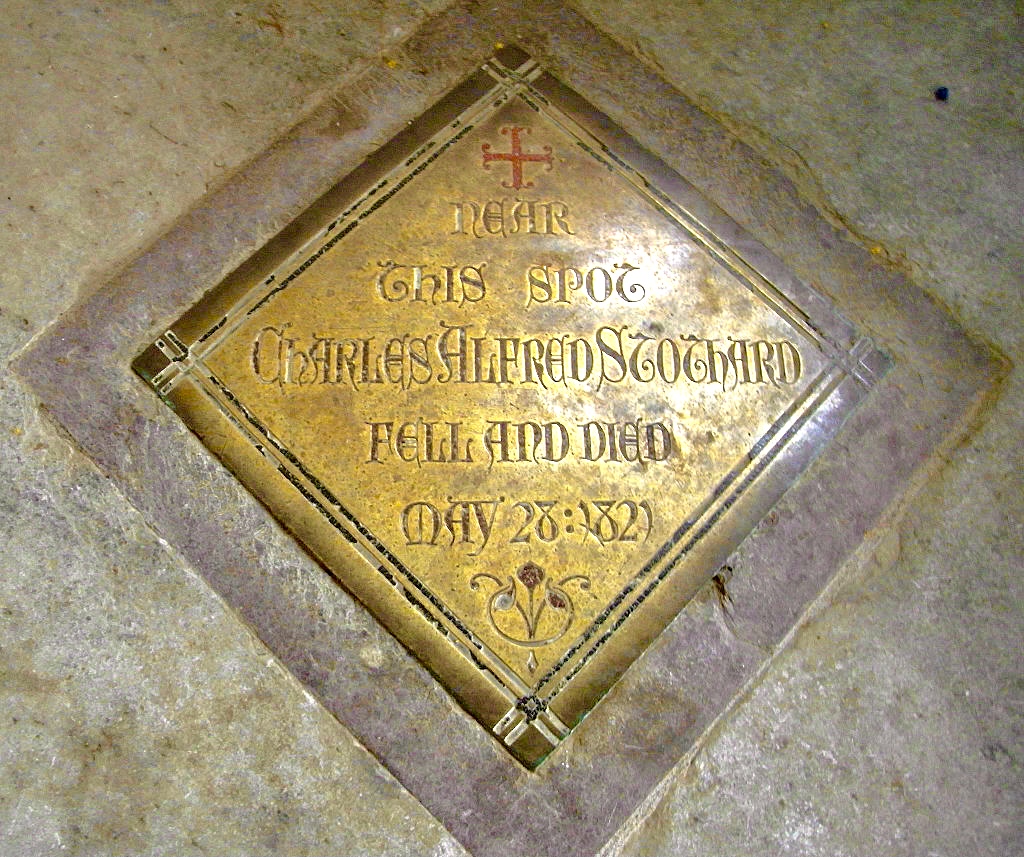 NEAR
THIS SPOT
CHARLES ALFRED STOTHARD
FELL AND DIED
MAY 28: 1821